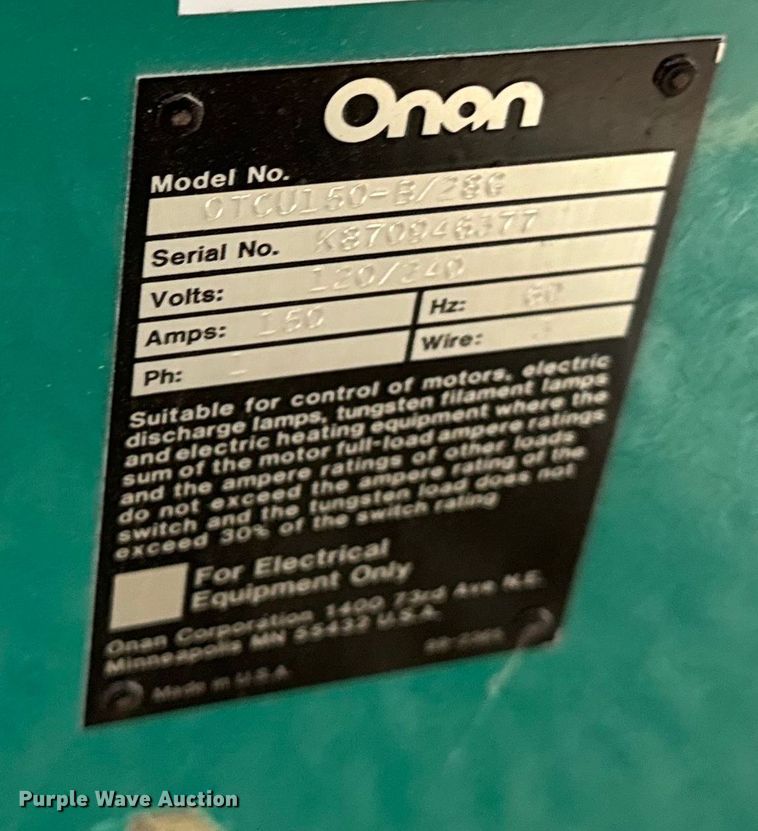 Onan
Model No.
OTCU150-B/28G
Serial No. K870946377
Volts: 120/240
Amps: 150 Hz: 60
Ph: 1 Wire:
Suitable for control of motors, electric
discharge lamps, tungsten filament lamps
and electric heating equipment where the
sum of the motor full-load ampere ratings
and the ampere ratings of other loads
do not exceed the ampere rating of the
switch and the tungsten load does not
exceed 30% of the switch rating
For Electrical
Equipment Only
Onan Corporation 1400 73rd Ave N.E.
Minneapolis MN 55432 U.S.A.
Made in U.S.A.
Purple Wave Auction